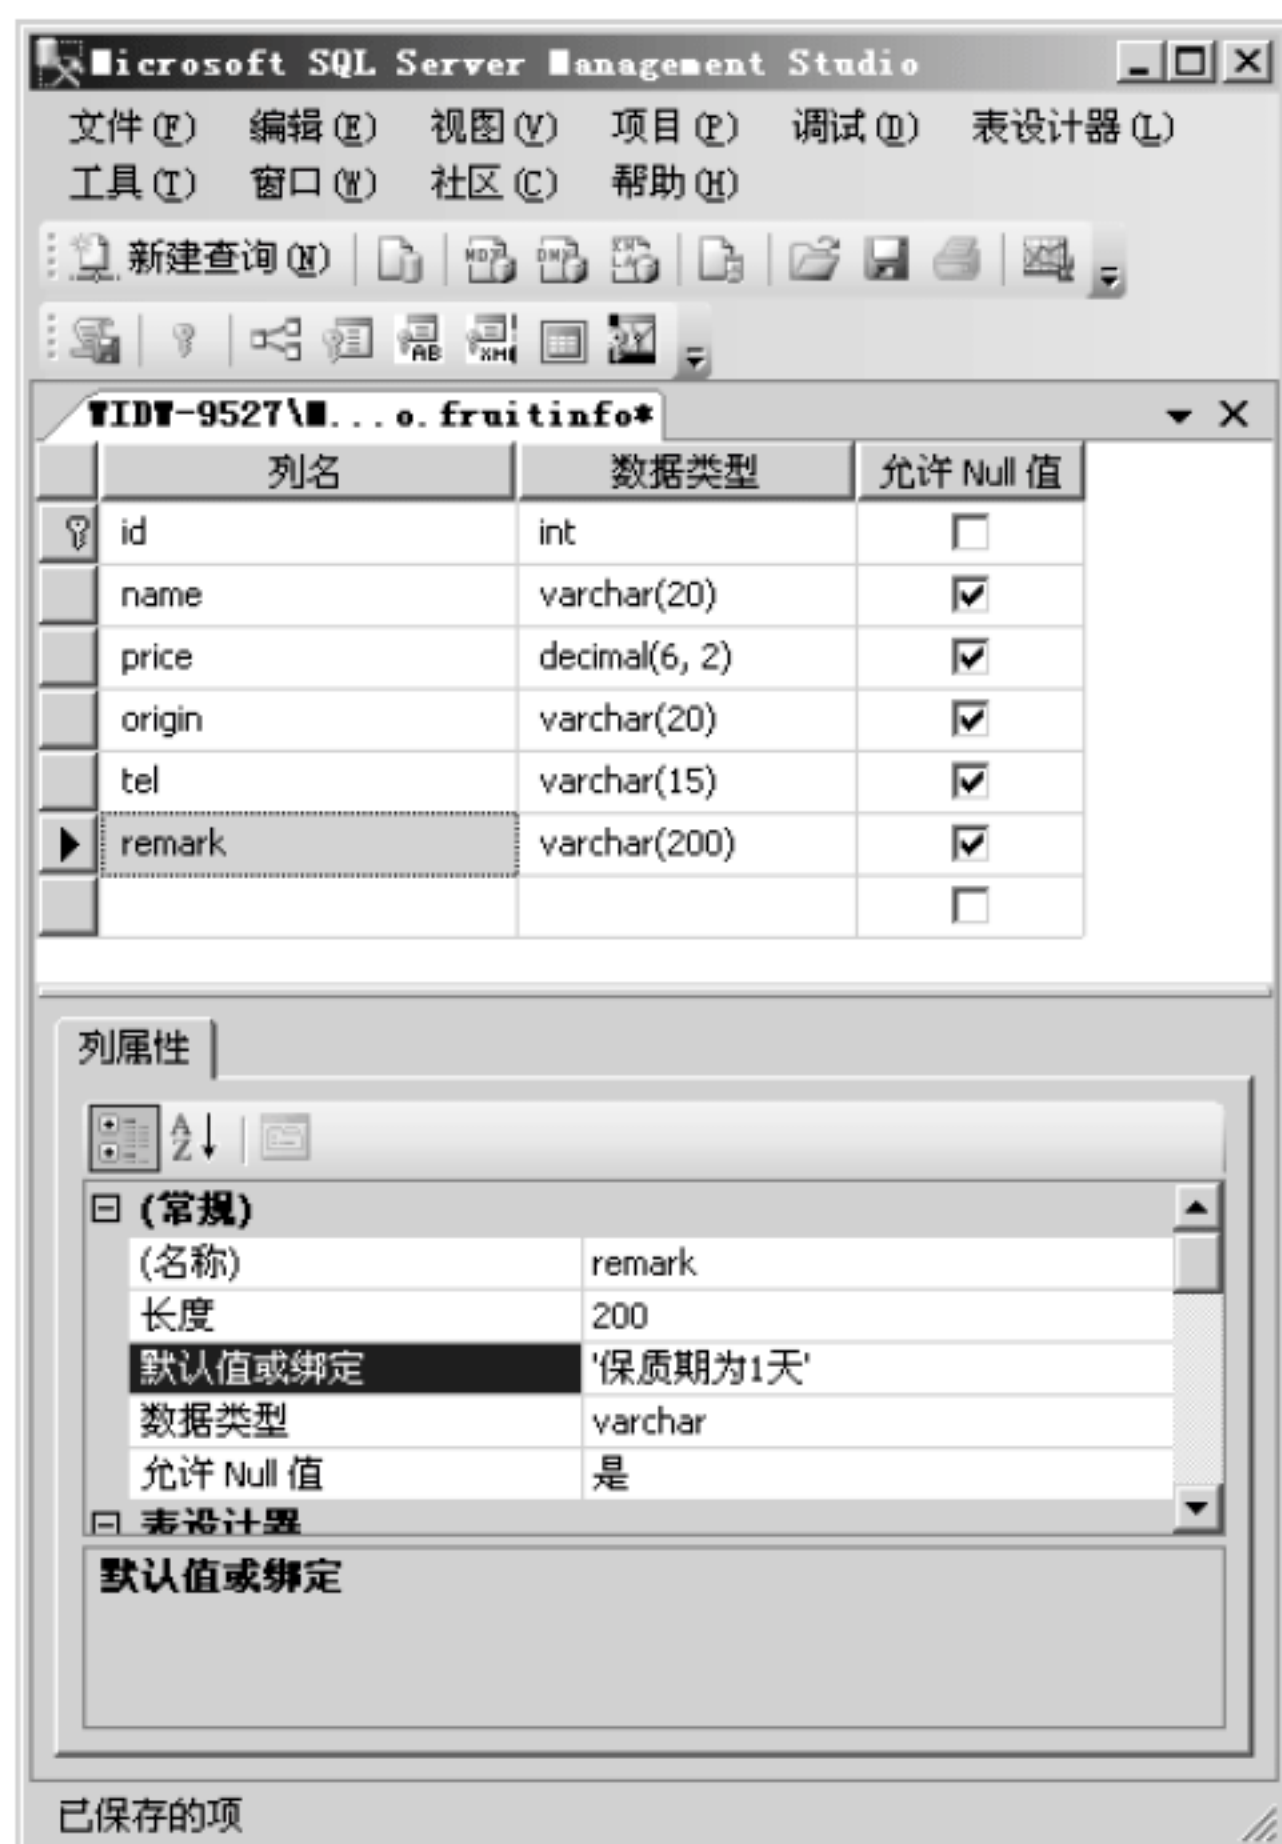 Microsoft SQL Server Management Studio
文件(F) 编辑(E) 视图(V) 项目(P) 调试(D) 表设计器(L)
工具(T) 窗口(W) 社区(C) 帮助(H)
新建查询(N)
o.fruitinfo*
列名 数据类型 允许 Null 值
id int
name varchar(20)
price decimal(6, 2)
origin varchar(20)
tel varchar(15)
remark varchar(200)
列属性
(常规)
(名称) remark
长度 200
默认值或绑定 '保质期为1天'
数据类型 varchar
允许 Null 值 是
表设计器
默认值或绑定
已保存的项